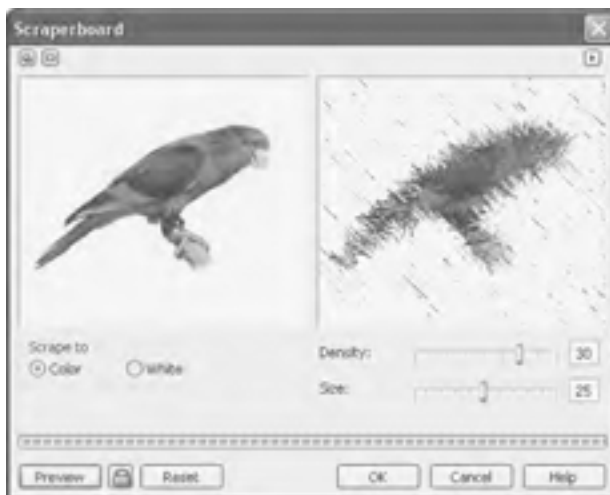 Scraperboard
Scrape to
Color
White
Density:
30
Size:
25
Preview
Reset
OK
Cancel
Help